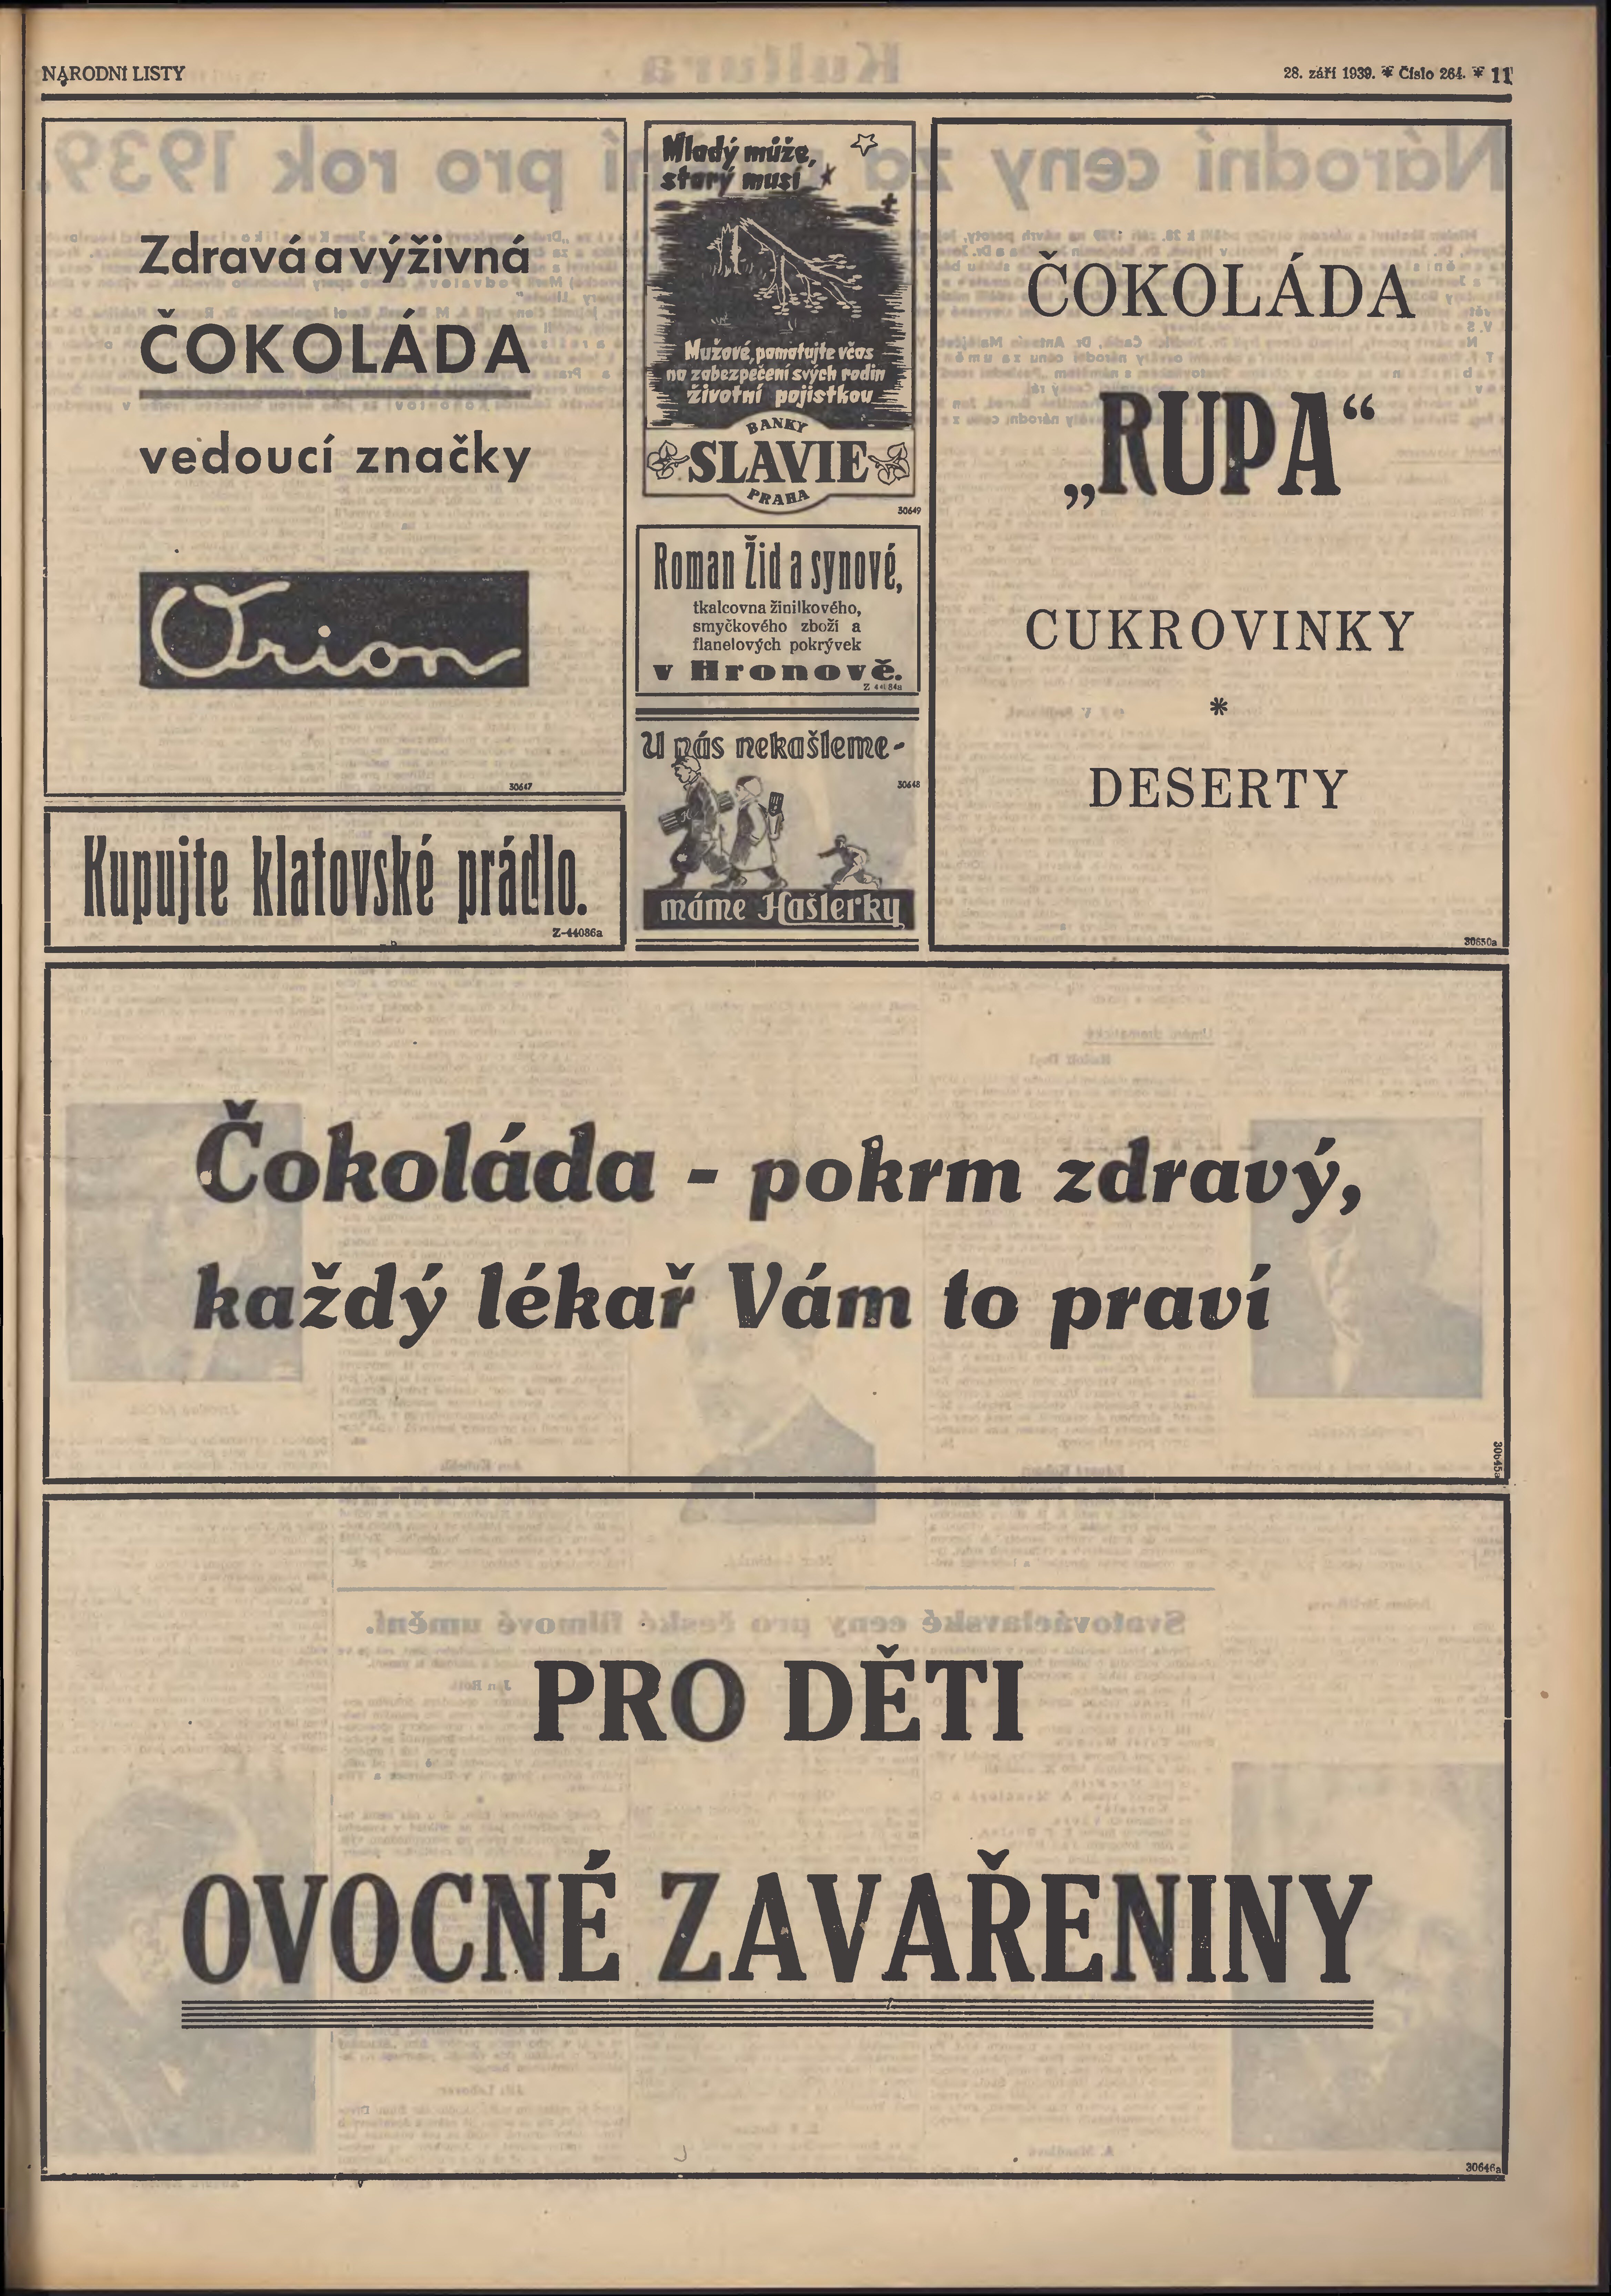 NÁRODNÍ LISTY
28. září 1939. * Číslo 264. * 11
Zdravá a výživná
ČOKOLÁDA
vedoucí značky
Orion
30647
Kupujte klatovské prádlo.
Z-44086a
Mladý může,
starý musí
Mužové, pamatujte včas
na zabezpečení svých rodin
životní pojistkou
BANKY
SLAVIE
PRAHA
30649
Roman Žid a synové,
tkalcovna žinilkového,
smyčkového zboží a
flanelových pokrývek
v Hronově.
U nás nekašleme-
30648
máme Hašlerky
ČOKOLÁDA
„RUPA“
CUKROVINKY
*
DESERTY
30650a
Čokoláda - pokrm zdravý,
každý lékař Vám to praví
30645a
PRO DĚTI
OVOCNÉ ZAVAŘENINY
30646a